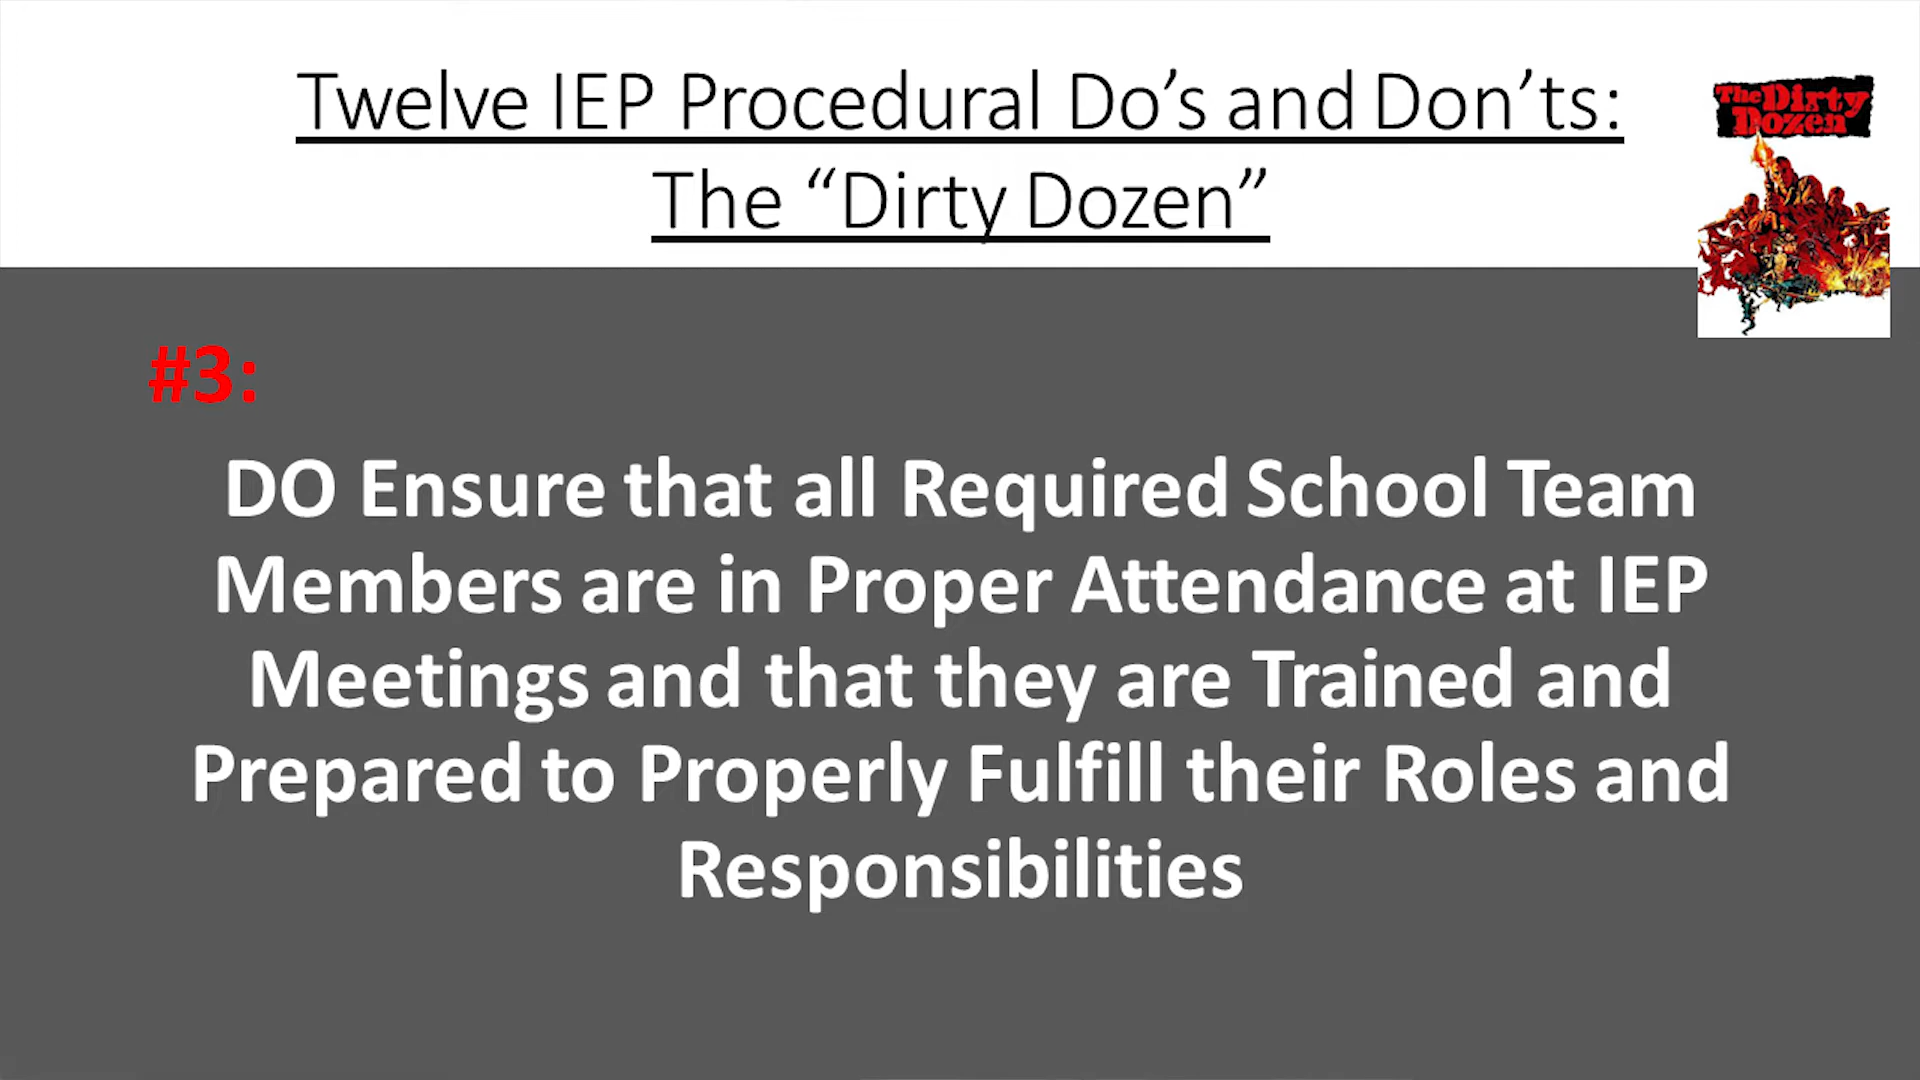 Twelve IEP Procedural Do’s and Don’ts:
The “Dirty Dozen”
The Dirty
Dozen
#3:
DO Ensure that all Required School Team
Members are in Proper Attendance at IEP
Meetings and that they are Trained and
Prepared to Properly Fulfill their Roles and
Responsibilities